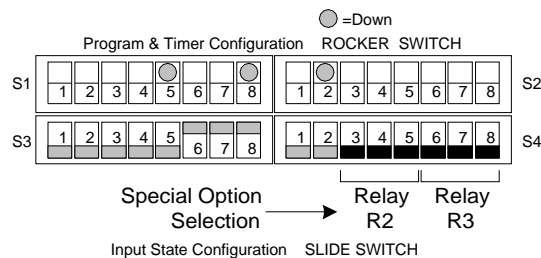 =Down
Program & Timer Configuration ROCKER SWITCH
S1 1 2 3 4 5 6 7 8 1 2 3 4 5 6 7 8 S2
S3 1 2 3 4 5 6 7 8 1 2 3 4 5 6 7 8 S4
Special Option Relay Relay
Selection R2 R3
Input State Configuration SLIDE SWITCH